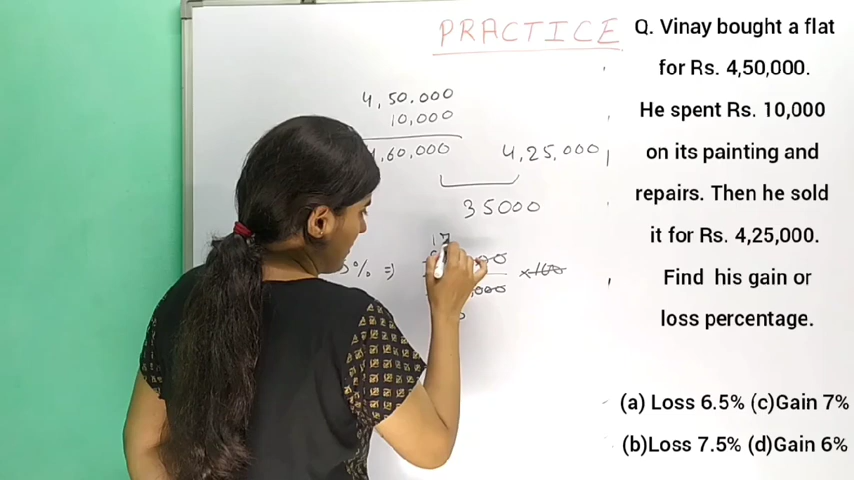 PRACTICE
4,50.000
10,000
4,60,000 4,25,000
35000
% ⇒ ×100
Q. Vinay bought a flat
for Rs. 4,50,000.
He spent Rs. 10,000
on its painting and
repairs. Then he sold
it for Rs. 4,25,000.
Find his gain or
loss percentage.
(a) Loss 6.5% (c)Gain 7%
(b)Loss 7.5% (d)Gain 6%